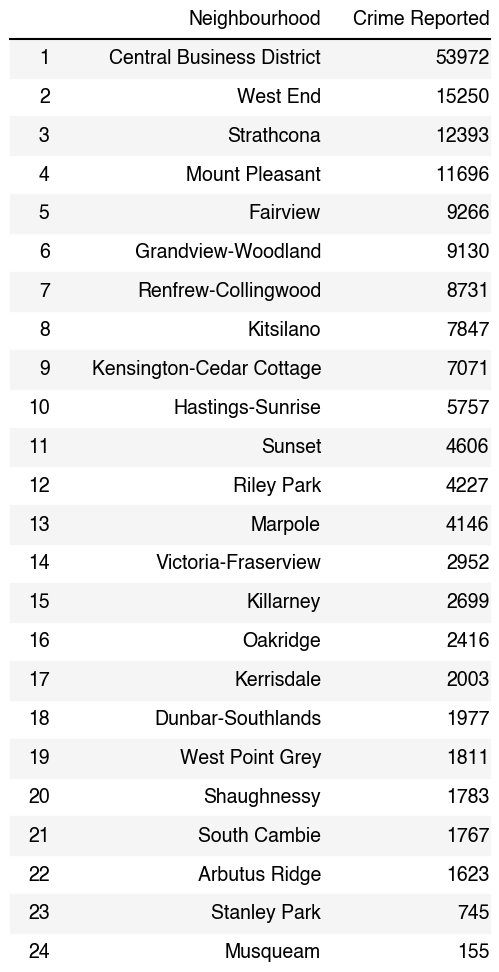 Neighbourhood Crime Reported
1 Central Business District 53972
2 West End 15250
3 Strathcona 12393
4 Mount Pleasant 11696
5 Fairview 9266
6 Grandview-Woodland 9130
7 Renfrew-Collingwood 8731
8 Kitsilano 7847
9 Kensington-Cedar Cottage 7071
10 Hastings-Sunrise 5757
11 Sunset 4606
12 Riley Park 4227
13 Marpole 4146
14 Victoria-Fraserview 2952
15 Killarney 2699
16 Oakridge 2416
17 Kerrisdale 2003
18 Dunbar-Southlands 1977
19 West Point Grey 1811
20 Shaughnessy 1783
21 South Cambie 1767
22 Arbutus Ridge 1623
23 Stanley Park 745
24 Musqueam 155